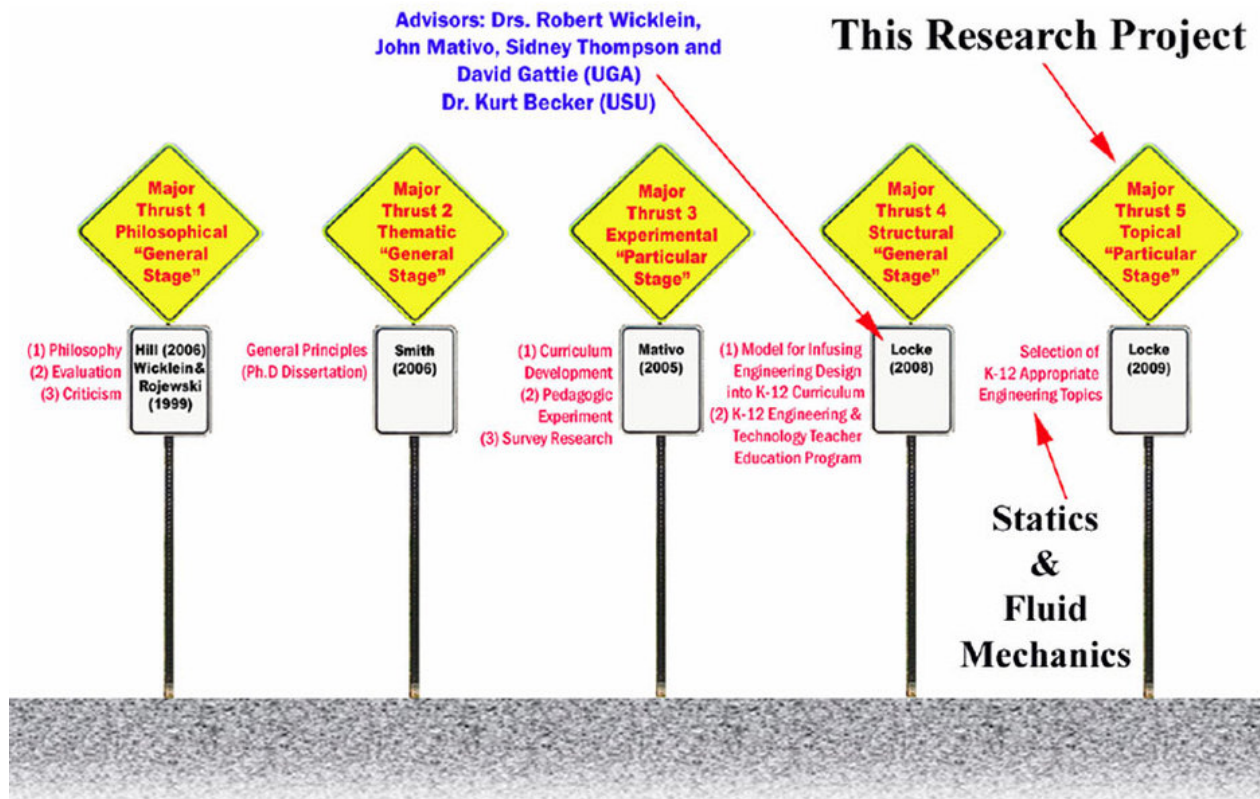 Advisors: Drs. Robert Wicklein,
John Mativo, Sidney Thompson and
David Gattie (UGA)
Dr. Kurt Becker (USU)
This Research Project
Major
Thrust 1
Philosophical
“General
Stage”
Hill (2006)
Wicklein &
Rojewski
(1999)
(1) Philosophy
(2) Evaluation
(3) Criticism
Major
Thrust 2
Thematic
“General
Stage”
Smith
(2006)
General Principles
(Ph.D Dissertation)
Major
Thrust 3
Experimental
“Particular
Stage”
Mativo
(2005)
(1) Curriculum
Development
(2) Pedagogic
Experiment
(3) Survey Research
Major
Thrust 4
Structural
“General
Stage”
Locke
(2008)
(1) Model for Infusing
Engineering Design
into K-12 Curriculum
(2) K-12 Engineering &
Technology Teacher
Education Program
Major
Thrust 5
Topical
“Particular
Stage”
Locke
(2009)
Selection of
K-12 Appropriate
Engineering Topics
Statics
&
Fluid
Mechanics